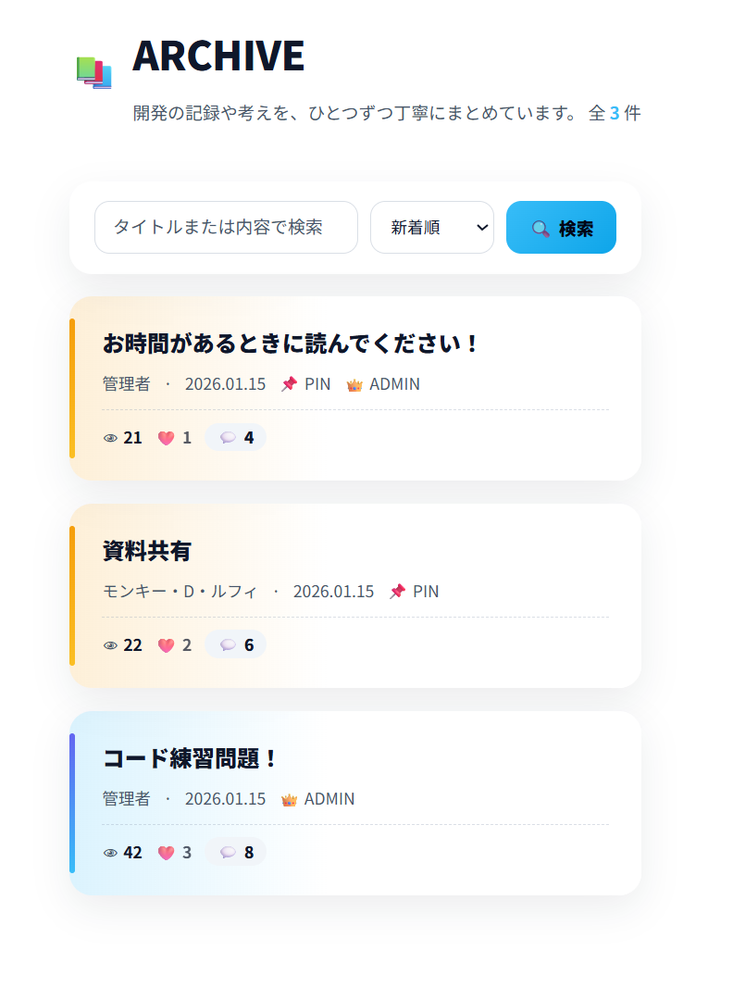 ARCHIVE
開発の記録や考えを、ひとつずつ丁寧にまとめています。 全 3 件
タイトルまたは内容で検索 新着順 検索
お時間があるときに読んでください！
管理者 · 2026.01.15 PIN ADMIN
21 1 4
資料共有
モンキー・D・ルフィ · 2026.01.15 PIN
22 2 6
コード練習問題！
管理者 · 2026.01.15 ADMIN
42 3 8